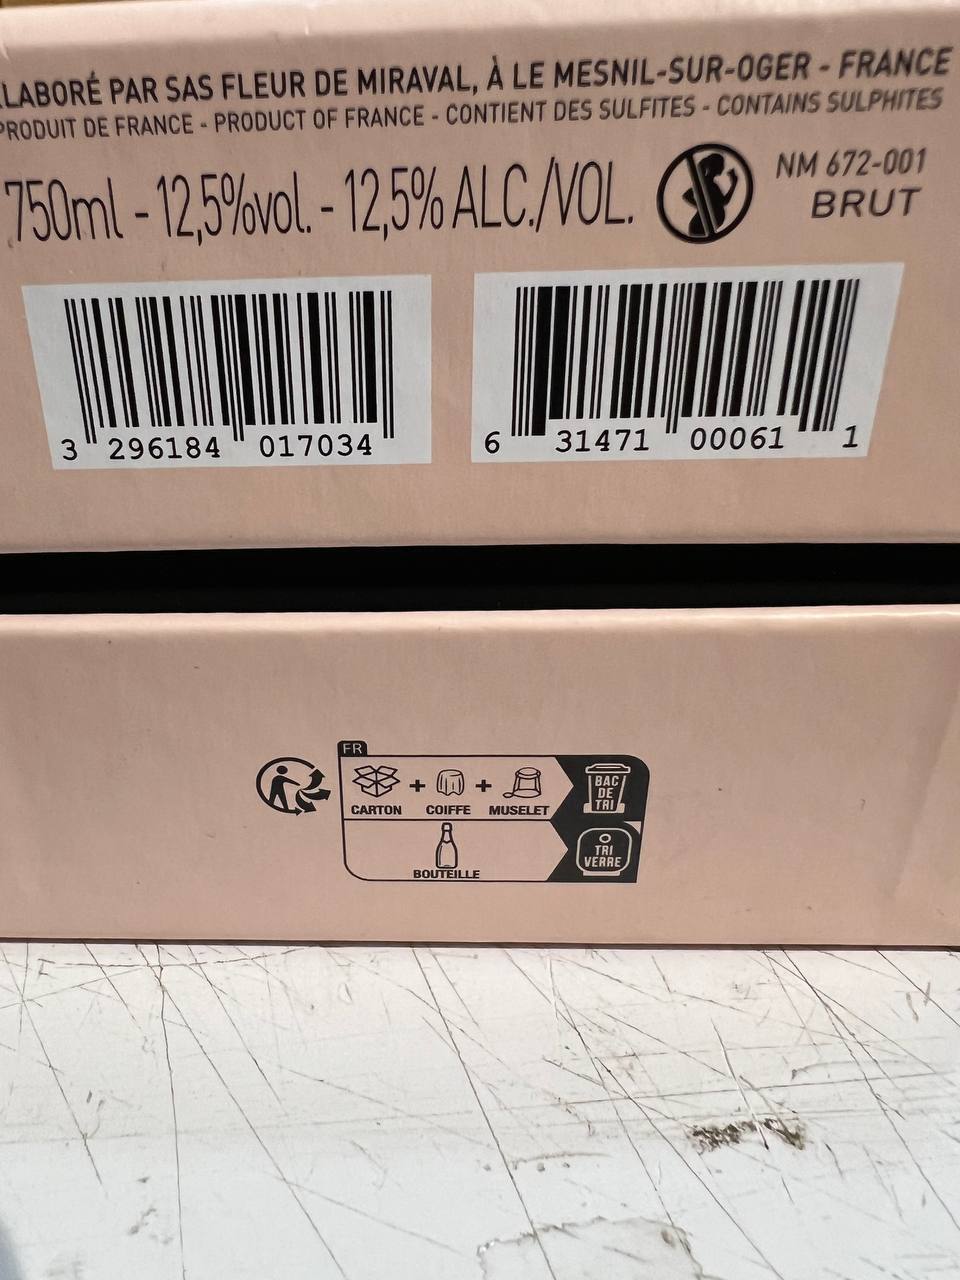 ÉLABORÉ PAR SAS FLEUR DE MIRAVAL, À LE MESNIL-SUR-OGER - FRANCE
PRODUIT DE FRANCE - PRODUCT OF FRANCE - CONTIENT DES SULFITES - CONTAINS SULPHITES
750ml - 12,5%vol. - 12,5% ALC./VOL.
NM 672-001
BRUT
3 296184 017034
6 31471 00061 1
FR
CARTON + COIFFE + MUSELET
BAC
DE
TRI
BOUTEILLE
TRI
VERRE